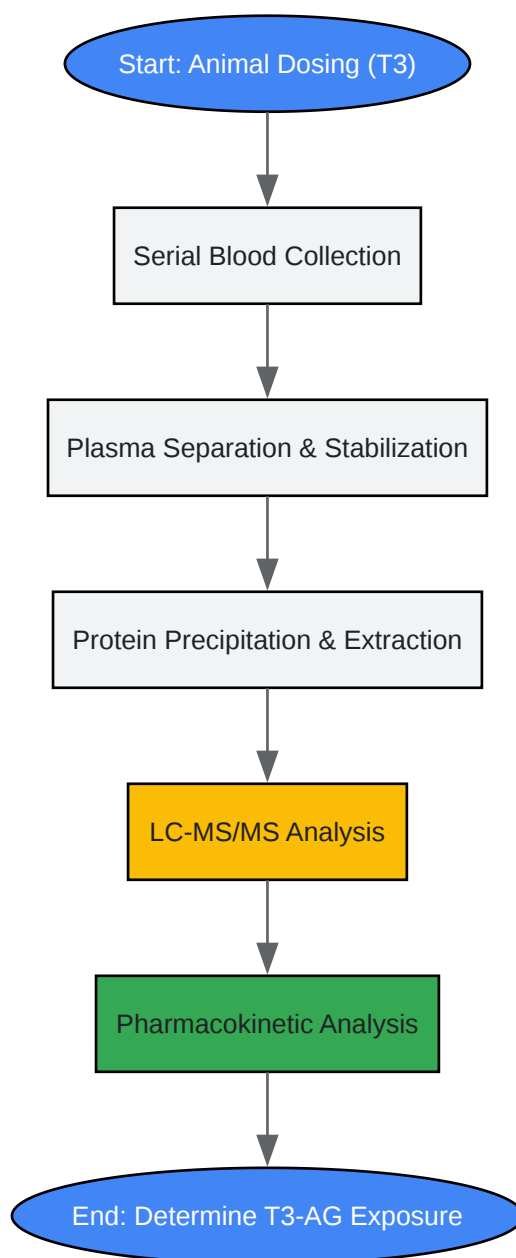 Start: Animal Dosing (T3)
Serial Blood Collection
Plasma Separation & Stabilization
Protein Precipitation & Extraction
LC-MS/MS Analysis
Pharmacokinetic Analysis
End: Determine T3-AG Exposure